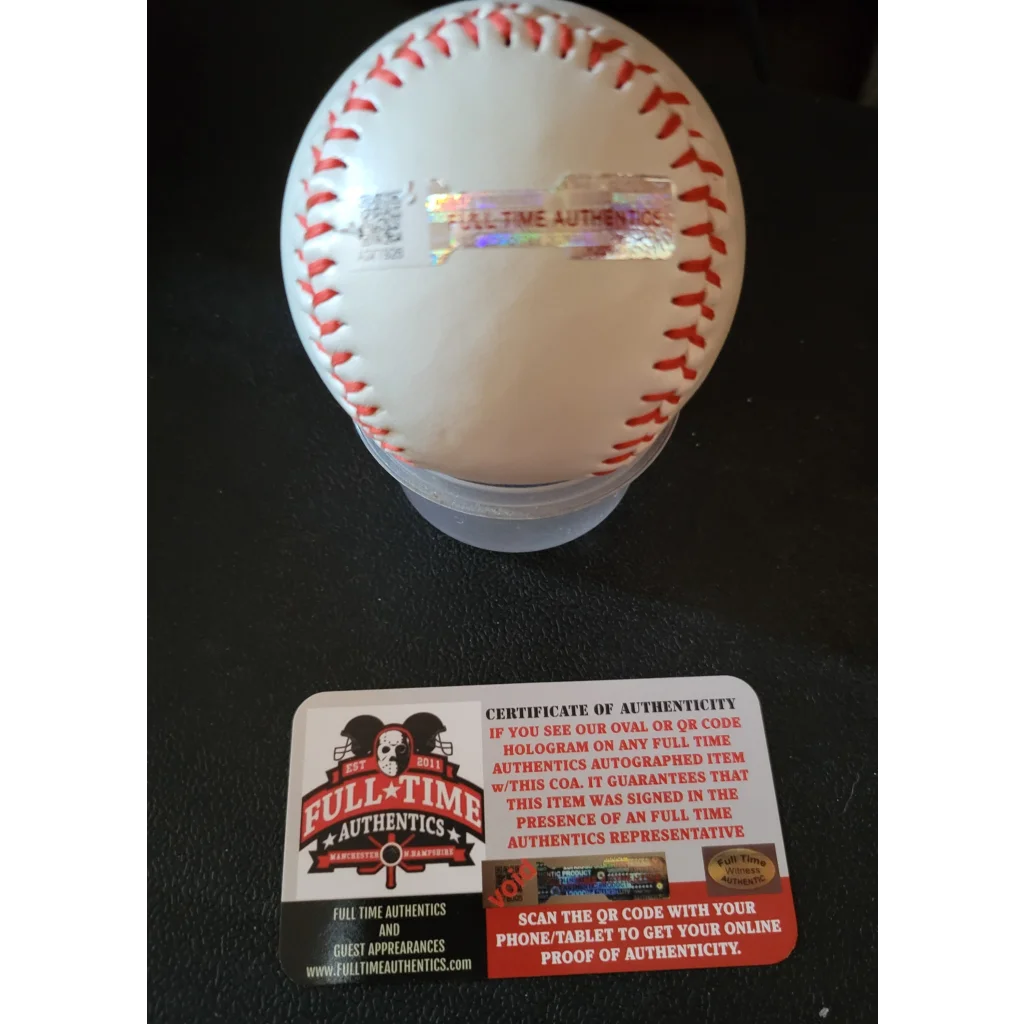 FULL TIME AUTHENTICS
CERTIFICATE OF AUTHENTICITY
IF YOU SEE OUR OVAL OR QR CODE
HOLOGRAM ON ANY FULL TIME
AUTHENTICS AUTOGRAPHED ITEM
w/THIS COA. IT GUARANTEES THAT
THIS ITEM WAS SIGNED IN THE
PRESENCE OF AN FULL TIME
AUTHENTICS REPRESENTATIVE
EST 2011
FULL★TIME
★AUTHENTICS★
MANCHESTER N.HAMPSHIRE
void
PRODUCT
Full Time
Witness
AUTHENTIC
FULL TIME AUTHENTICS
AND
GUEST APPREARANCES
www.FULLTIMEAUTHENTICS.com
SCAN THE QR CODE WITH YOUR
PHONE/TABLET TO GET YOUR ONLINE
PROOF OF AUTHENTICITY.